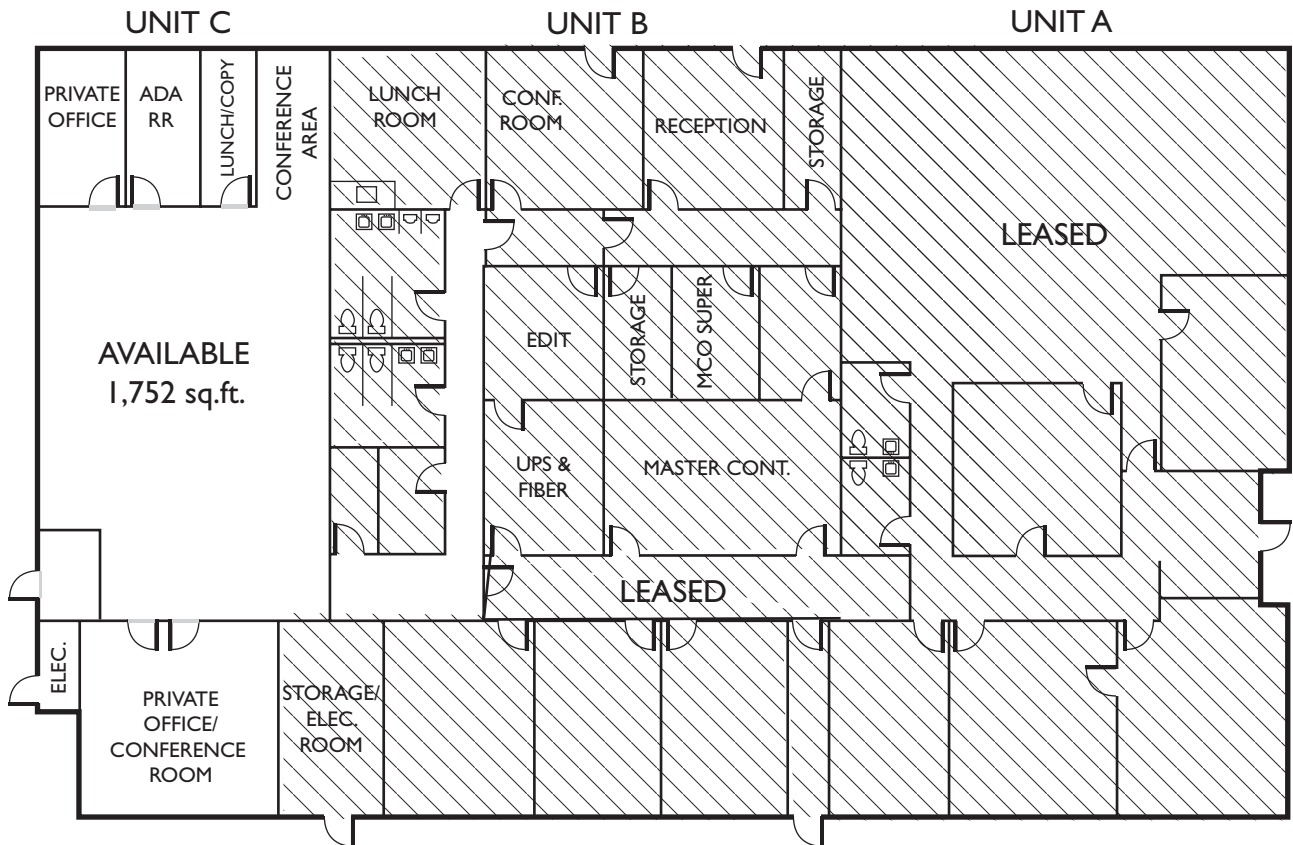 UNIT C
UNIT B
UNIT A
PRIVATE
OFFICE
ADA
RR
LUNCH/COPY
CONFERENCE
AREA
LUNCH
ROOM
CONF.
ROOM
RECEPTION
STORAGE
LEASED
AVAILABLE
1,752 sq.ft.
EDIT
STORAGE
MCO SUPER
UPS &
FIBER
MASTER CONT.
LEASED
ELEC.
PRIVATE
OFFICE/
CONFERENCE
ROOM
STORAGE/
ELEC.
ROOM